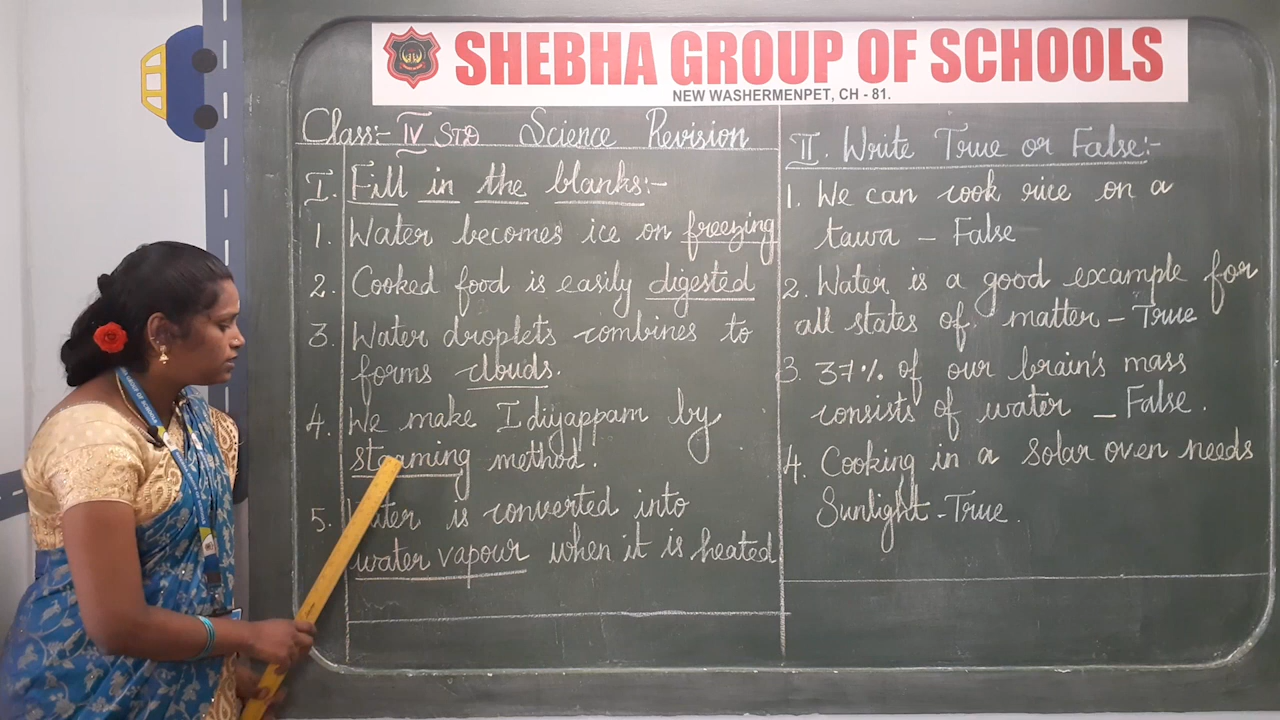 SHEBHA GROUP OF SCHOOLS
NEW WASHERMENPET, CH - 81.
Class:- IV STD Science Revision
I. Fill in the blanks:-
1. Water becomes ice on freezing
2. Cooked food is easily digested
3. Water droplets combines to
forms clouds.
4. We make Idiyappam by
steaming method.
5. Water is converted into
water vapour when it is heated
II. Write True or False:-
1. We can cook rice on a
tawa - False
2. Water is a good example for
all states of matter - True
3. 37% of our brain's mass
consists of water - False.
4. Cooking in a Solar oven needs
Sunlight - True.